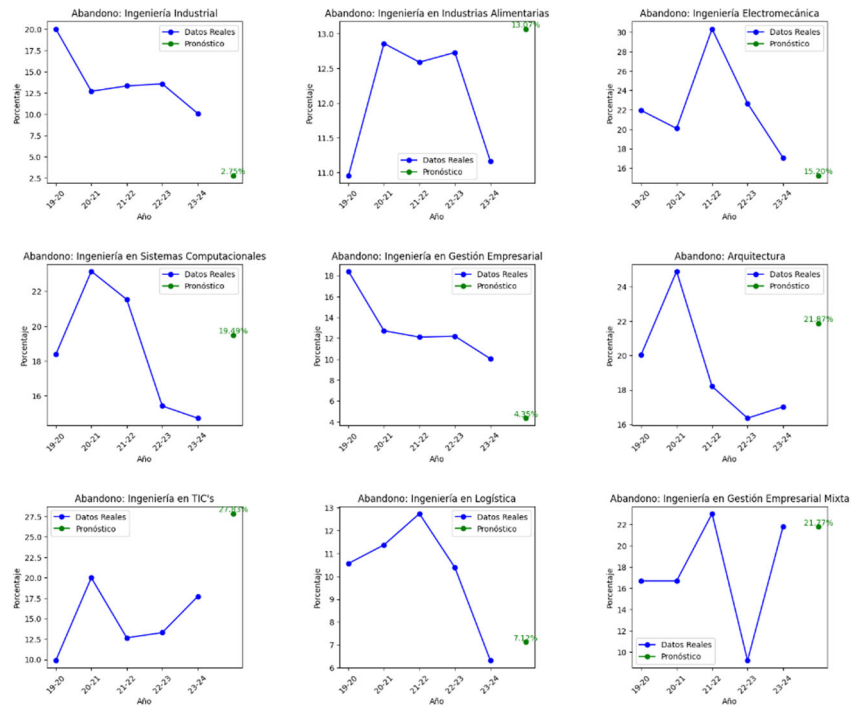 Abandono: Ingeniería Industrial
Porcentaje
20.0
17.5
15.0
12.5
10.0
7.5
5.0
2.5
Datos Reales
Pronóstico
2.75%
19-20
20-21
21-22
22-23
23-24
Año
Abandono: Ingeniería en Industrias Alimentarias
Porcentaje
13.0
12.5
12.0
11.5
11.0
13.07%
Datos Reales
Pronóstico
19-20
20-21
21-22
22-23
23-24
Año
Abandono: Ingeniería Electromecánica
Porcentaje
30
28
26
24
22
20
18
16
Datos Reales
Pronóstico
15.20%
19-20
20-21
21-22
22-23
23-24
Año
Abandono: Ingeniería en Sistemas Computacionales
Porcentaje
22
20
18
16
Datos Reales
Pronóstico
19.49%
19-20
20-21
21-22
22-23
23-24
Año
Abandono: Ingeniería en Gestión Empresarial
Porcentaje
18
16
14
12
10
8
6
4
Datos Reales
Pronóstico
4.35%
19-20
20-21
21-22
22-23
23-24
Año
Abandono: Arquitectura
Porcentaje
24
22
20
18
16
Datos Reales
Pronóstico
21.87%
19-20
20-21
21-22
22-23
23-24
Año
Abandono: Ingeniería en TIC's
Porcentaje
27.5
25.0
22.5
20.0
17.5
15.0
12.5
10.0
Datos Reales
Pronóstico
27.83%
19-20
20-21
21-22
22-23
23-24
Año
Abandono: Ingeniería en Logística
Porcentaje
13
12
11
10
9
8
7
6
Datos Reales
Pronóstico
7.12%
19-20
20-21
21-22
22-23
23-24
Año
Abandono: Ingeniería en Gestión Empresarial Mixta
Porcentaje
22
20
18
16
14
12
10
21.77%
Datos Reales
Pronóstico
19-20
20-21
21-22
22-23
23-24
Año